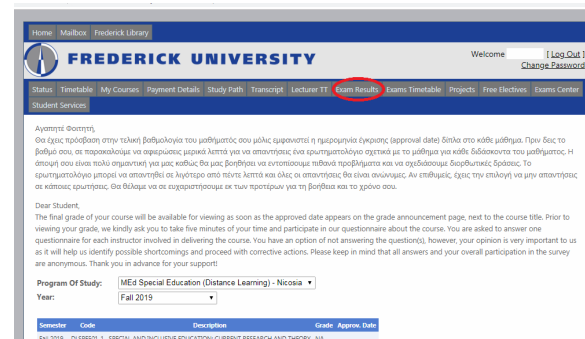 Home Mailbox Frederick Library
FREDERICK UNIVERSITY
Welcome [ Log Out ]
Change Password
Status Timetable My Courses Payment Details Study Path Transcript Lecturer TT Exam Results Exams Timetable Projects Free Electives Exams Center
Student Services
Αγαπητέ Φοιτητή,
Θα έχεις πρόσβαση στην τελική βαθμολογία του μαθήματός σου μόλις εμφανιστεί η ημερομηνία έγκρισης (approval date) δίπλα στο κάθε μάθημα. Πριν δεις το
βαθμό σου, σε παρακαλούμε να αφιερώσεις μερικά λεπτά για να απαντήσεις ένα ερωτηματολόγιο σχετικά με το μάθημα για κάθε διδάσκοντα του μαθήματος. Η
άποψή σου είναι πολύ σημαντική για μας καθώς θα μας βοηθήσει να εντοπίσουμε πιθανά προβλήματα και να σχεδιάσουμε διορθωτικές δράσεις. Το
ερωτηματολόγιο μπορεί να απαντηθεί σε λιγότερο από πέντε λεπτά και όλες οι απαντήσεις θα είναι ανώνυμες. Αν επιθυμείς, έχεις την επιλογή να μην απαντήσεις
σε κάποιες ερωτήσεις. Θα θέλαμε να σε ευχαριστήσουμε εκ των προτέρων για τη βοήθεια και το χρόνο σου.
Dear Student,
The final grade of your course will be available for viewing as soon as the approved date appears on the grade announcement page, next to the course title. Prior to
viewing your grade, we kindly ask you to take five minutes of your time and participate in our questionnaire about the course. You are asked to answer one
questionnaire for each instructor involved in delivering the course. You have an option of not answering the question(s), however, your opinion is very important to us
as it will help us identify possible shortcomings and proceed with corrective actions. Please keep in mind that all answers and your overall participation in the survey
are anonymous. Thank you in advance for your support!
Program Of Study: MEd Special Education (Distance Learning) - Nicosia
Year: Fall 2019
Semester Code Description Grade Approv. Date
Fall 2019 DLSPE501 1 SPECIAL AND INCLUSIVE EDUCATION: CURRENT RESEARCH AND THEORY NA